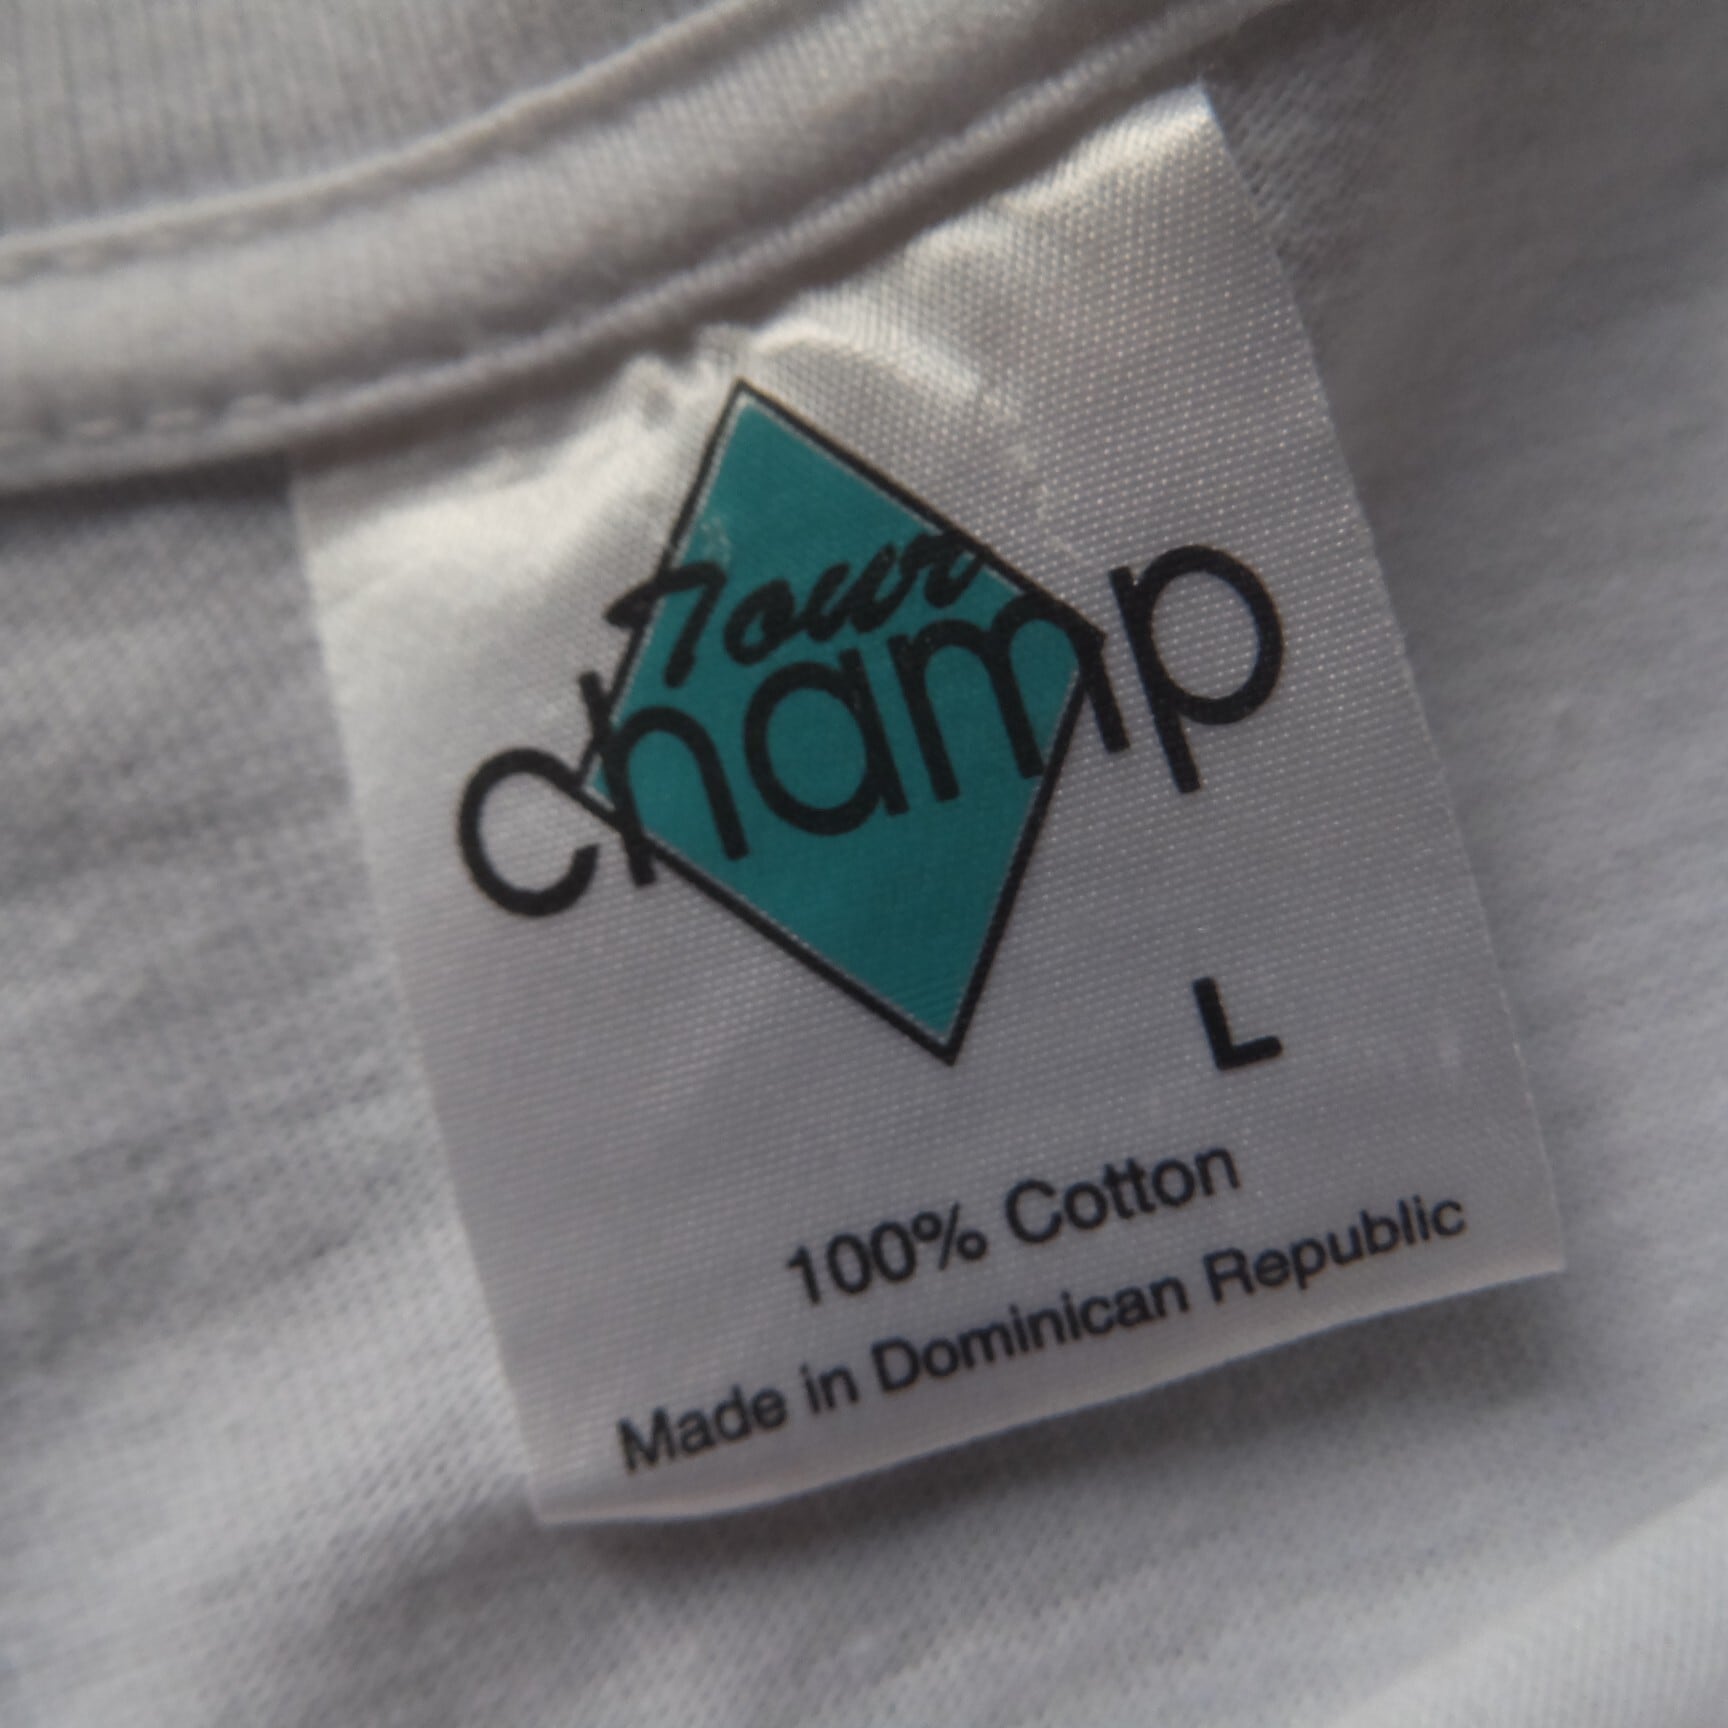 Tour
champ
L
100% Cotton
Made in Dominican Republic